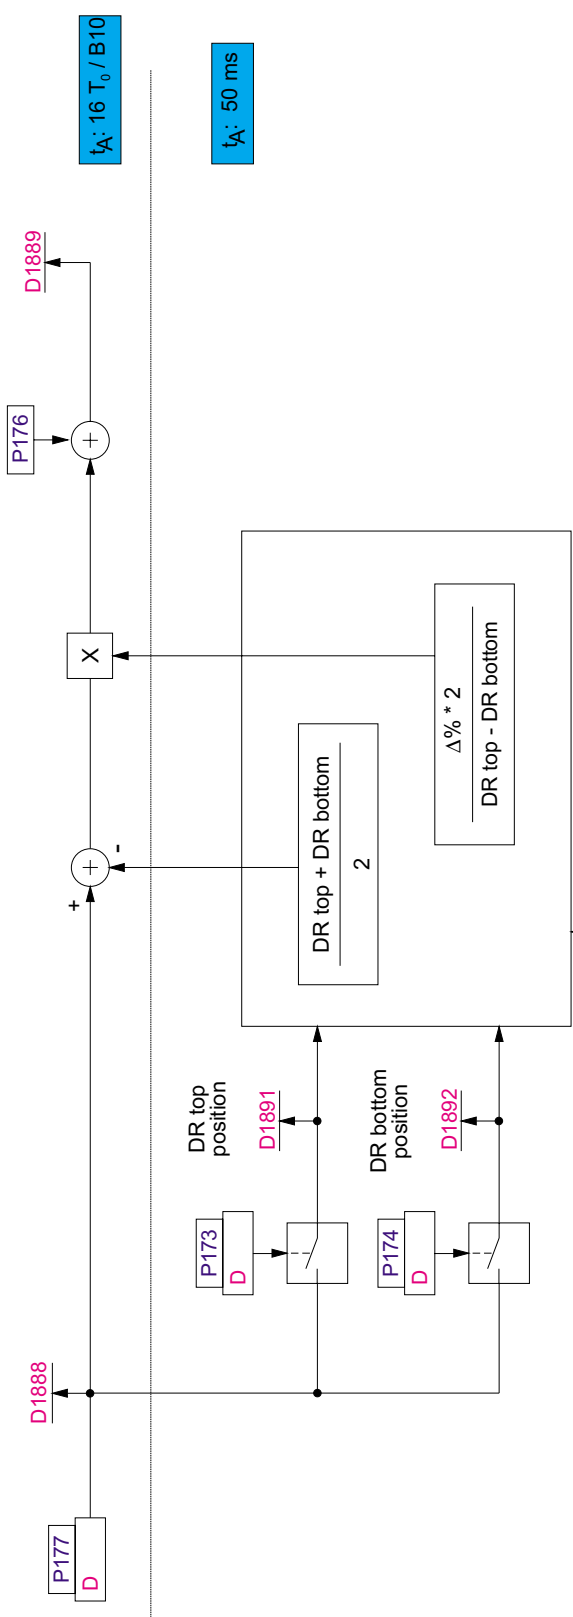 P177
D
D1888
+
-
+
X
P176
+
D1889
tA: 16 T0 / B10
tA: 50 ms
P173
D
DR top
position
D1891
P174
D
DR bottom
position
D1892
DR top + DR bottom
2
Δ% * 2
DR top - DR bottom